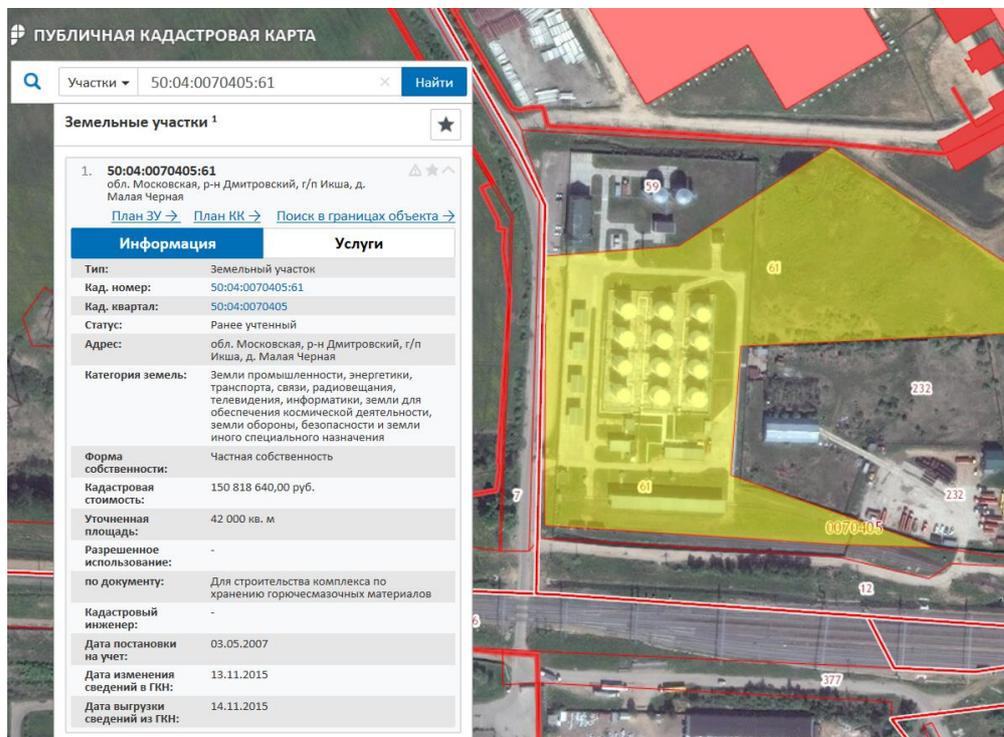 ПУБЛИЧНАЯ КАДАСТРОВАЯ КАРТА
Участки 50:04:0070405:61 × Найти
Земельные участки 1
1. 50:04:0070405:61
обл. Московская, р-н Дмитровский, г/п Икша, д.
Малая Черная
План ЗУ → План КК → Поиск в границах объекта →
Информация Услуги
Тип: Земельный участок
Кад. номер: 50:04:0070405:61
Кад. квартал: 50:04:0070405
Статус: Ранее учтенный
Адрес: обл. Московская, р-н Дмитровский, г/п
Икша, д. Малая Черная
Категория земель: Земли промышленности, энергетики,
транспорта, связи, радиовещания,
телевидения, информатики, земли для
обеспечения космической деятельности,
земли обороны, безопасности и земли
иного специального назначения
Форма
собственности: Частная собственность
Кадастровая
стоимость: 150 818 640,00 руб.
Уточненная
площадь: 42 000 кв. м
Разрешенное
использование: -
по документу: Для строительства комплекса по
хранению горючесмазочных материалов
Кадастровый
инженер: -
Дата постановки
на учет: 03.05.2007
Дата изменения
сведений в ГКН: 13.11.2015
Дата выгрузки
сведений из ГКН: 14.11.2015
59
61
232
61
232
7
0070405
12
6
377